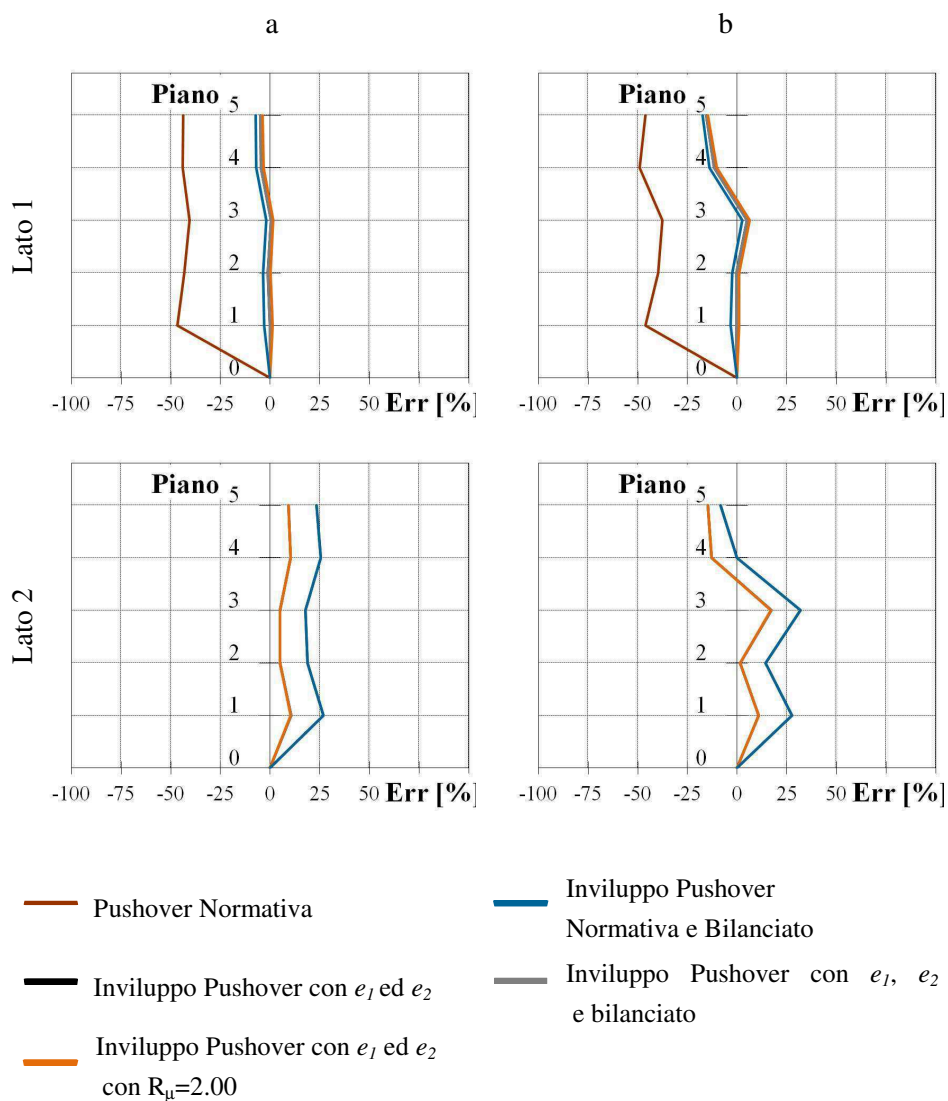 a
b
Piano
5
4
3
2
1
0
-100 -75 -50 -25 0 25 50 Err [%]
Lato 1
Piano
5
4
3
2
1
0
-100 -75 -50 -25 0 25 50 Err [%]
Piano
5
4
3
2
1
0
-100 -75 -50 -25 0 25 50 Err [%]
Lato 2
Piano
5
4
3
2
1
0
-100 -75 -50 -25 0 25 50 Err [%]
Pushover Normativa
Inviluppo Pushover
Normativa e Bilanciato
Inviluppo Pushover con e₁ ed e₂
Inviluppo Pushover con e₁, e₂
e bilanciato
Inviluppo Pushover con e₁ ed e₂
con Rμ=2.00